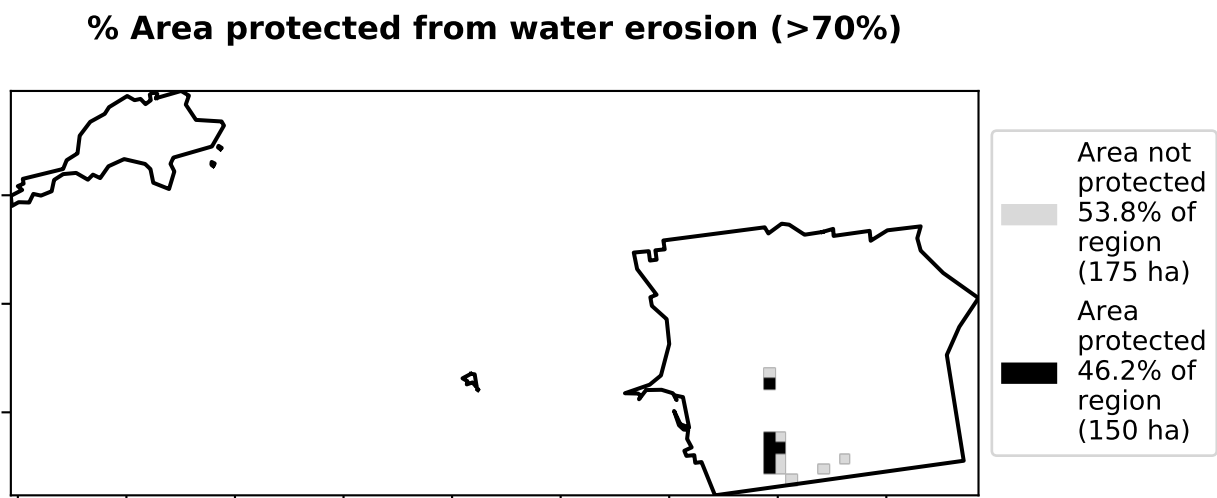 % Area protected from water erosion (>70%)
Area not
protected
53.8% of
region
(175 ha)
Area
protected
46.2% of
region
(150 ha)